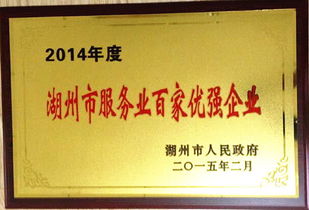 2014年度
湖州市服务业百家优强企业
湖州市人民政府
二〇一五年二月